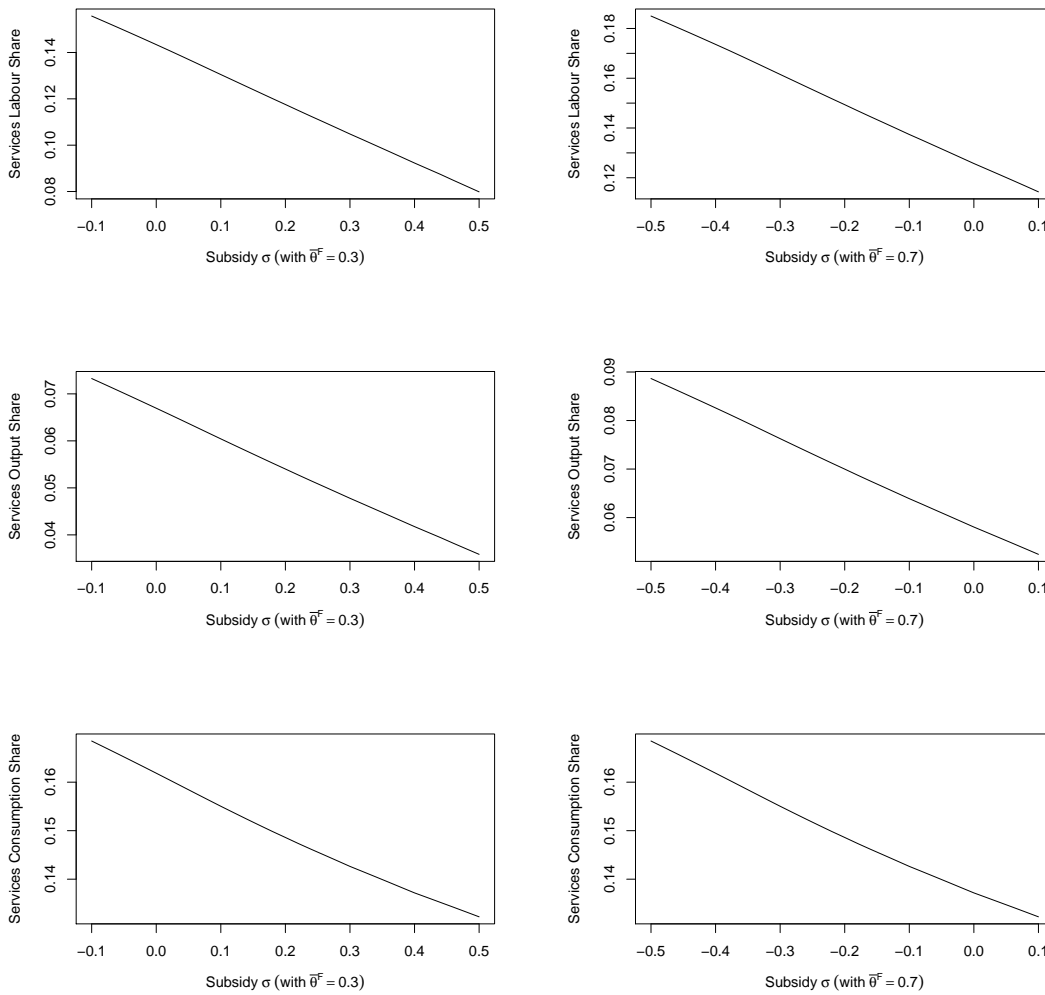 Services Labour Share
0.14
0.12
0.10
0.08
−0.1 0.0 0.1 0.2 0.3 0.4 0.5
Subsidy σ (with θ̅ᶠ = 0.3)
Services Labour Share
0.18
0.16
0.14
0.12
−0.5 −0.4 −0.3 −0.2 −0.1 0.0 0.1
Subsidy σ (with θ̅ᶠ = 0.7)
Services Output Share
0.07
0.06
0.05
0.04
−0.1 0.0 0.1 0.2 0.3 0.4 0.5
Subsidy σ (with θ̅ᶠ = 0.3)
Services Output Share
0.09
0.08
0.07
0.06
−0.5 −0.4 −0.3 −0.2 −0.1 0.0 0.1
Subsidy σ (with θ̅ᶠ = 0.7)
Services Consumption Share
0.16
0.15
0.14
−0.1 0.0 0.1 0.2 0.3 0.4 0.5
Subsidy σ (with θ̅ᶠ = 0.3)
Services Consumption Share
0.16
0.15
0.14
−0.5 −0.4 −0.3 −0.2 −0.1 0.0 0.1
Subsidy σ (with θ̅ᶠ = 0.7)